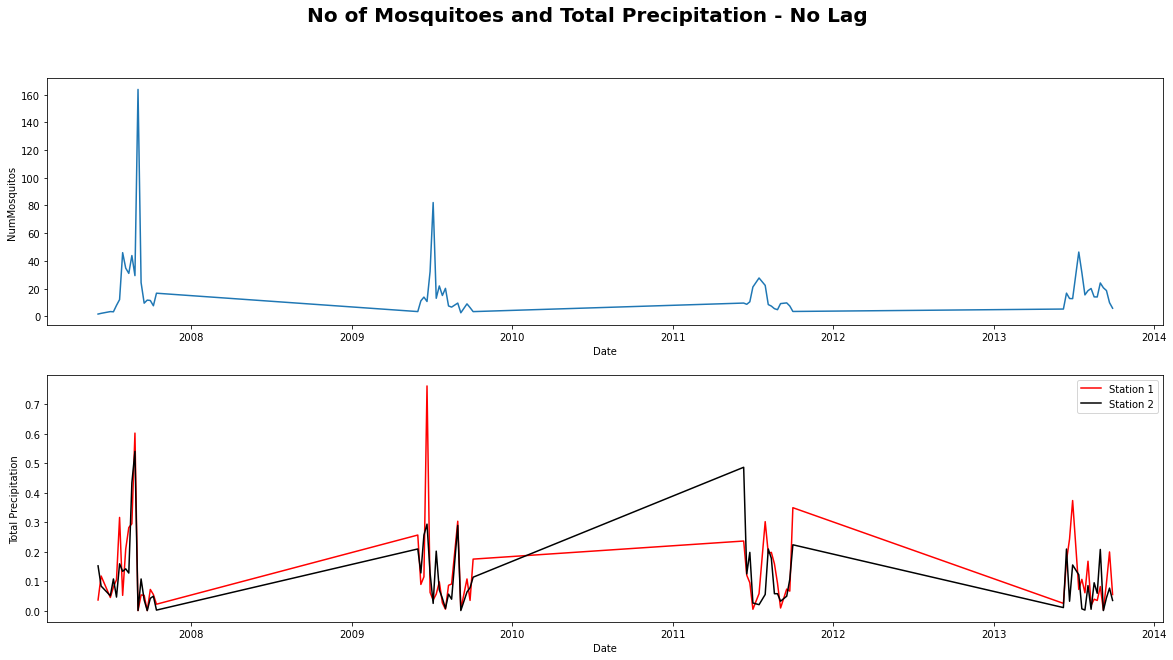 No of Mosquitoes and Total Precipitation - No Lag
160
140
120
100
80
60
40
20
0
NumMosquitos
2008 2009 2010 2011 2012 2013 2014
Date
Station 1
Station 2
0.7
0.6
0.5
0.4
0.3
0.2
0.1
0.0
Total Precipitation
2008 2009 2010 2011 2012 2013 2014
Date